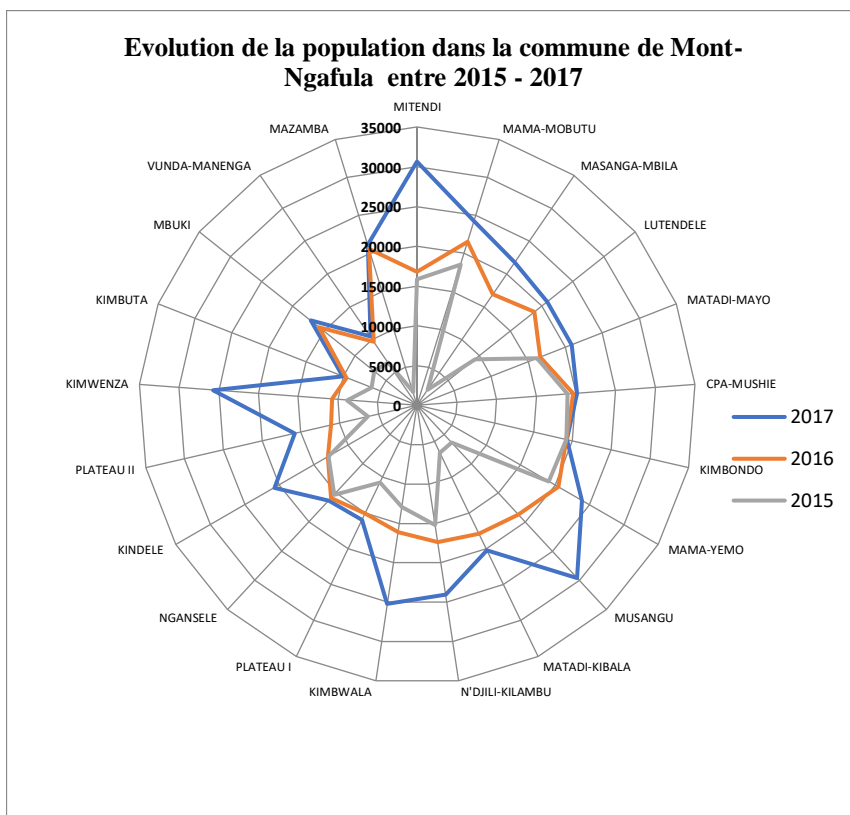 Evolution de la population dans la commune de Mont-
Ngafula entre 2015 - 2017
MITENDI
MAMA-MOBUTU
MASANGA-MBILA
LUTENDELE
MATADI-MAYO
CPA-MUSHIE
KIMBONDO
MAMA-YEMO
MUSANGU
MATADI-KIBALA
N'DJILI-KILAMBU
KIMBWALA
PLATEAU I
NGANSELE
KINDELE
PLATEAU II
KIMWENZA
KIMBUTA
MBUKI
VUNDA-MANENGA
MAZAMBA
35000
30000
25000
20000
15000
10000
5000
0
2017
2016
2015